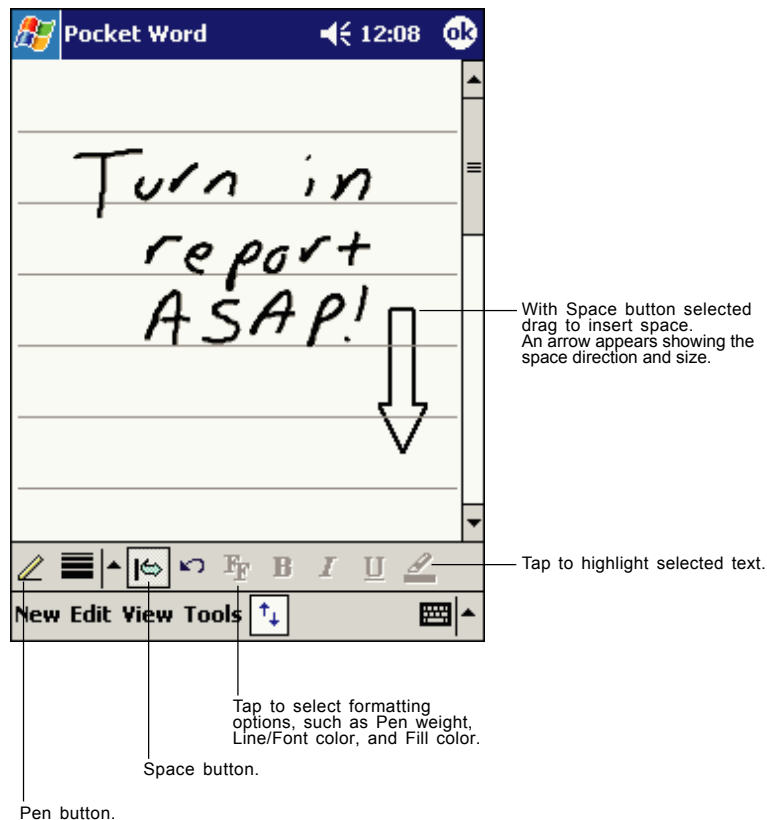 Pocket Word 12:08 ok
Turn in
report
ASAP!
With Space button selected
drag to insert space.
An arrow appears showing the
space direction and size.
B I U
Tap to highlight selected text.
New Edit View Tools
Tap to select formatting
options, such as Pen weight,
Line/Font color, and Fill color.
Space button.
Pen button.